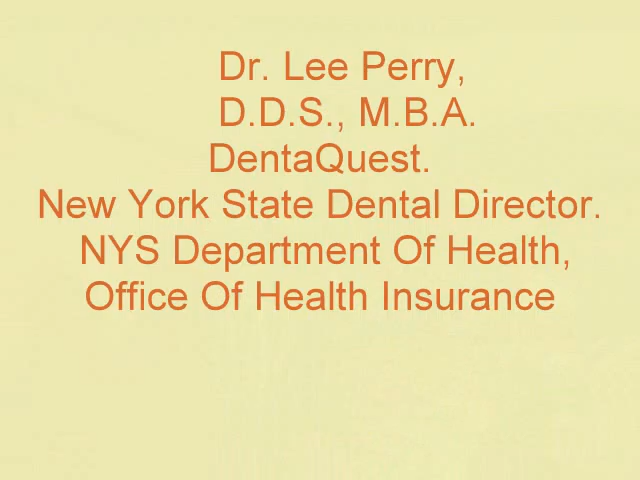 Dr. Lee Perry,
D.D.S., M.B.A.
DentaQuest.
New York State Dental Director.
NYS Department Of Health,
Office Of Health Insurance